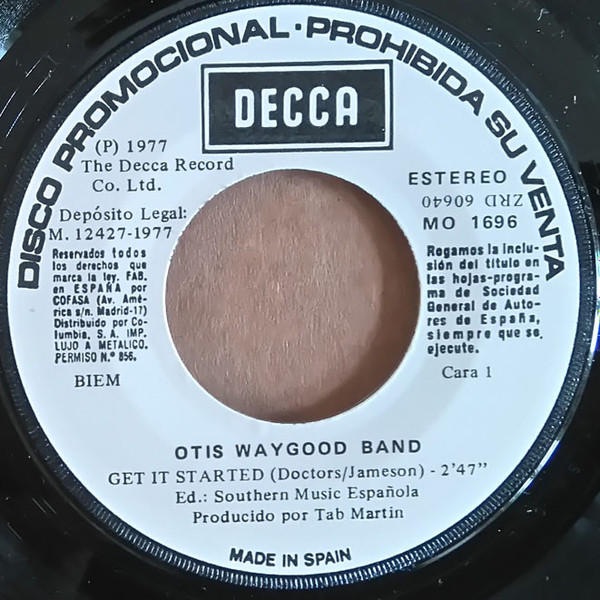 DISCO PROMOCIONAL · PROHIBIDA SU VENTA
DECCA
(P) 1977
The Decca Record
Co. Ltd.
Depósito Legal:
M. 12427-1977
Reservados todos
los derechos que
marca la ley. FAB.
en ESPAÑA por
COFASA (Av. Amé-
rica s/n. Madrid-17)
Distribuido por Co-
lumbia, S. A. IMP.
LUJO A METALICO.
PERMISO N.º 856.
BIEM
ESTEREO
ZRD 60640
MO 1696
Rogamos la inclu-
sión del título en
las hojas-progra-
ma de Sociedad
General de Auto-
res de España,
siempre que se
ejecute.
Cara 1
OTIS WAYGOOD BAND
GET IT STARTED (Doctors/Jameson) - 2'47"
Ed.: Southern Music Española
Producido por Tab Martin
MADE IN SPAIN